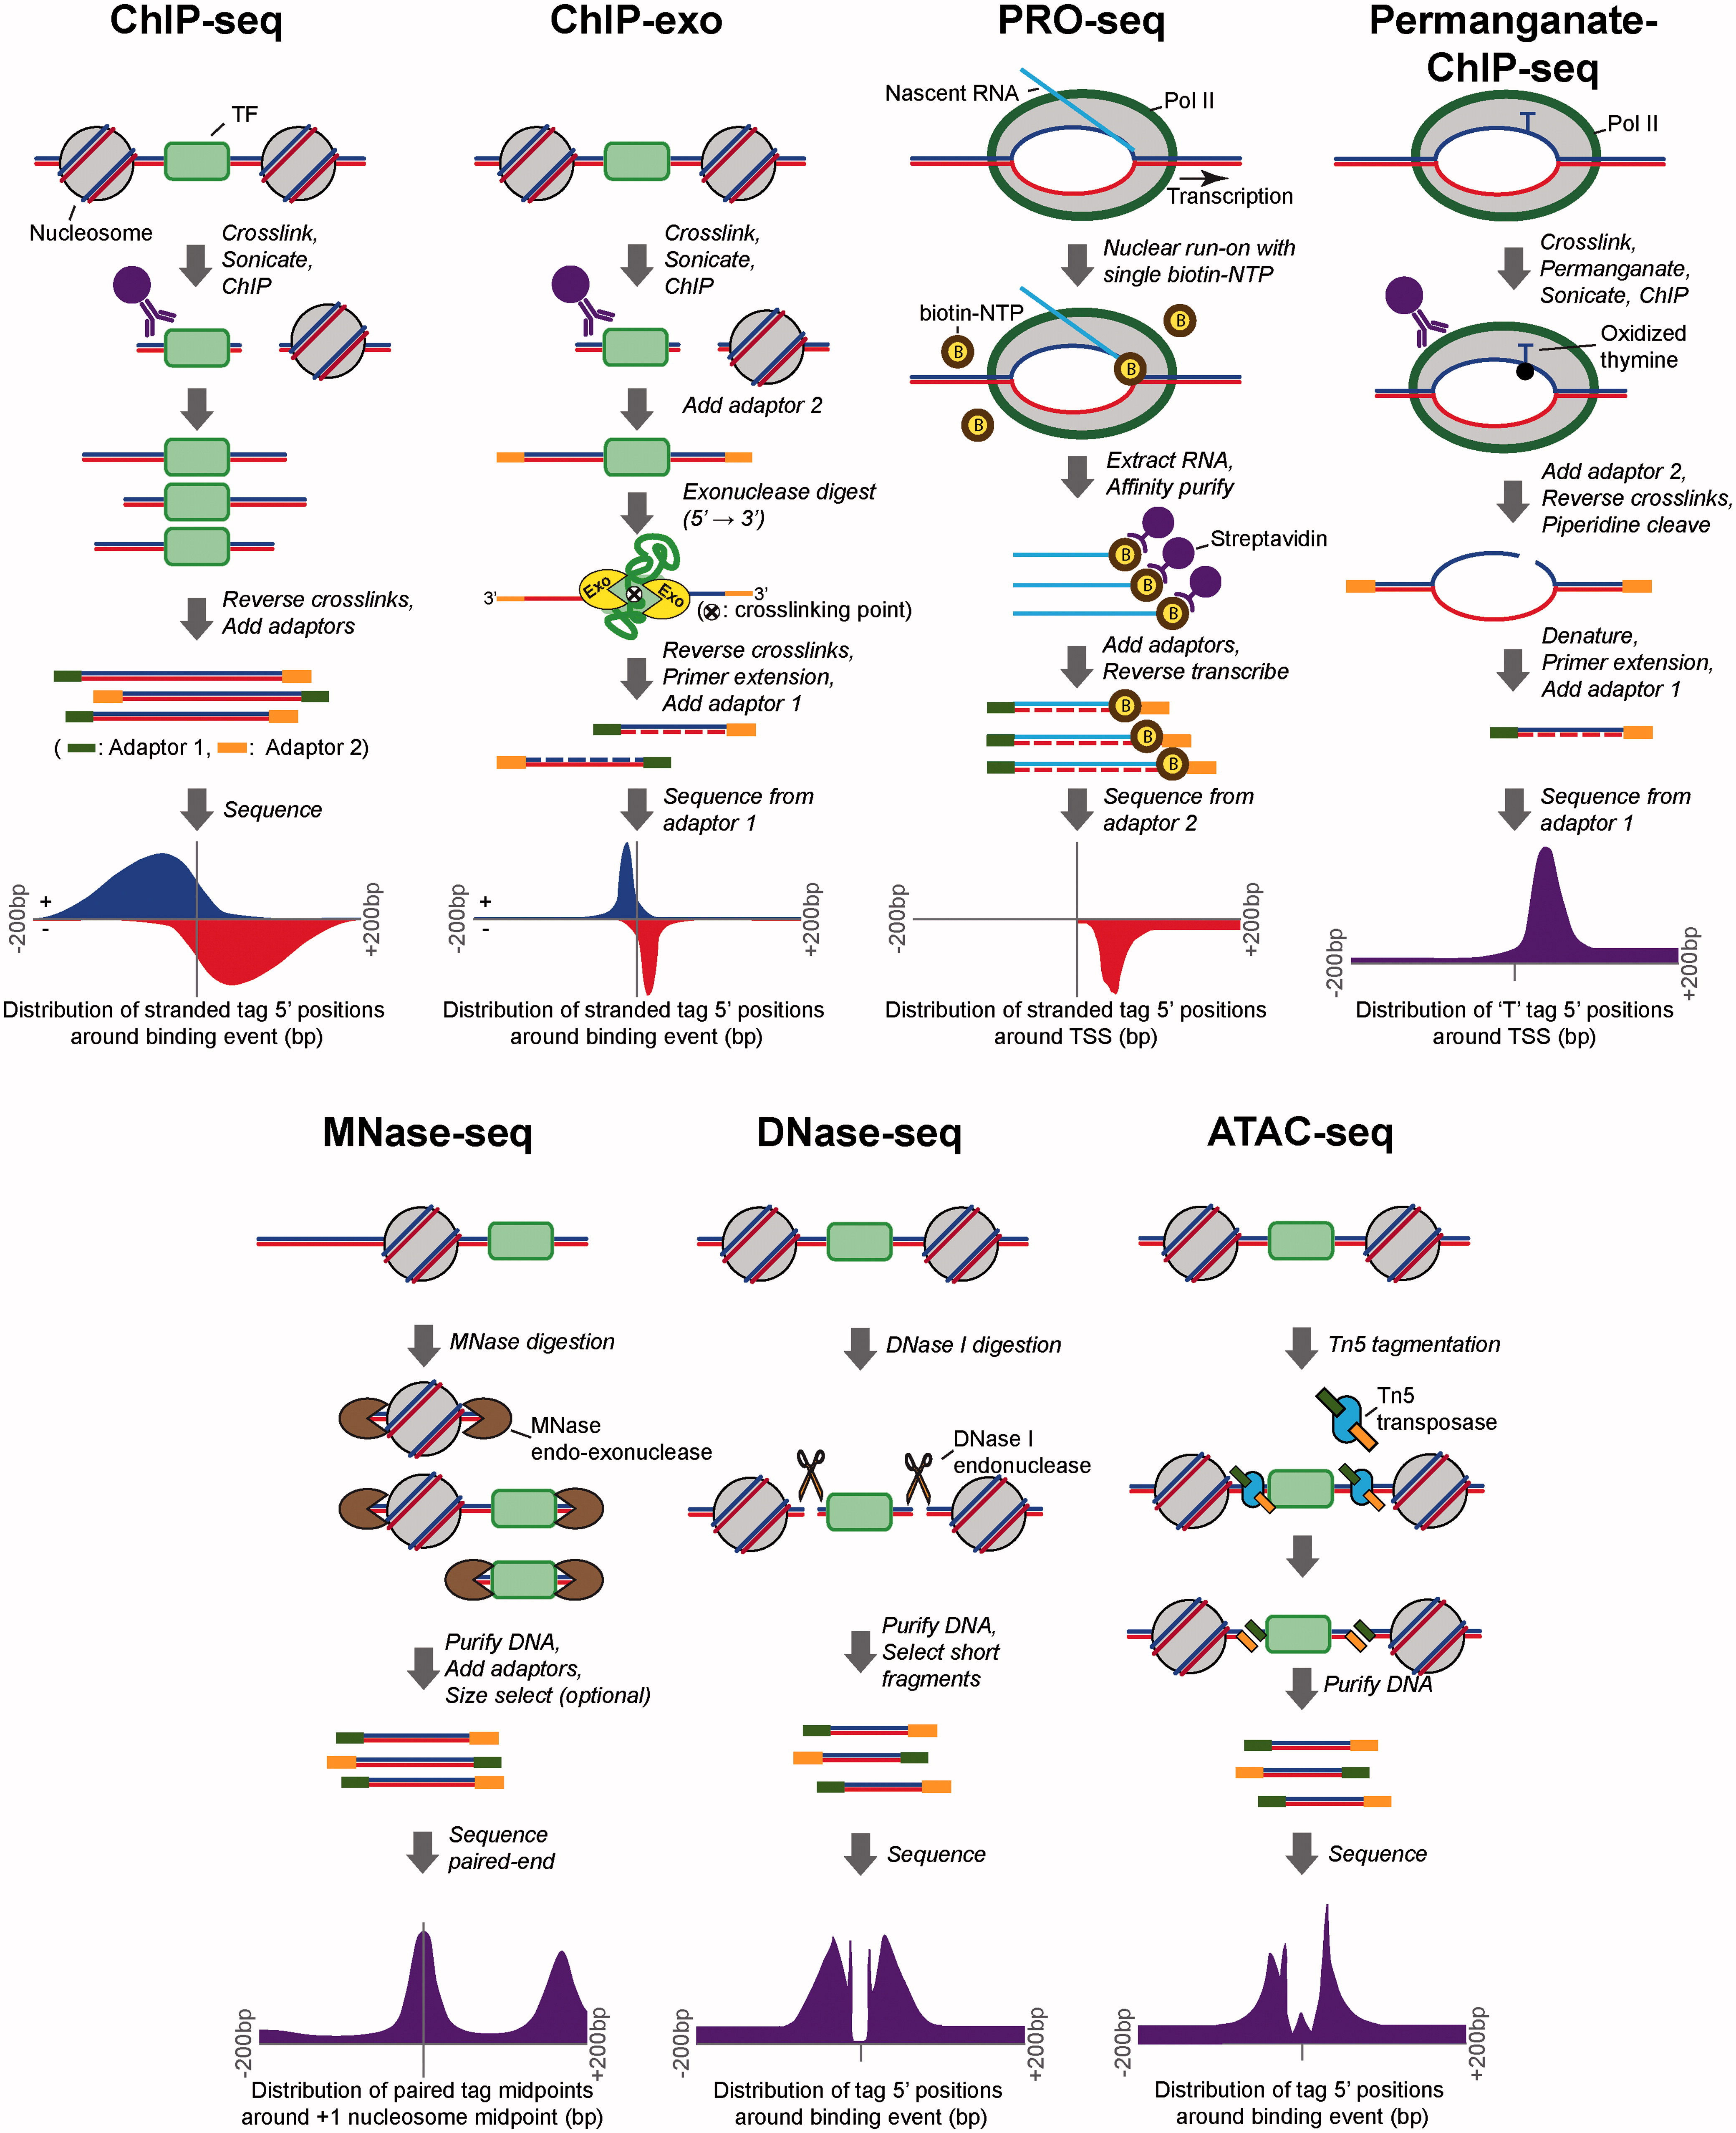 ChIP-seq
TF
Nucleosome
Crosslink,
Sonicate,
ChIP
Reverse crosslinks,
Add adaptors
( : Adaptor 1, : Adaptor 2)
Sequence
+
-
-200bp
+200bp
Distribution of stranded tag 5’ positions
around binding event (bp)
ChIP-exo
Crosslink,
Sonicate,
ChIP
Add adaptor 2
Exonuclease digest
(5’ → 3’)
Exo
Exo
3’
3’
(⊗: crosslinking point)
Reverse crosslinks,
Primer extension,
Add adaptor 1
Sequence from
adaptor 1
+
-
-200bp
+200bp
Distribution of stranded tag 5’ positions
around binding event (bp)
PRO-seq
Nascent RNA
Pol II
Transcription
Nuclear run-on with
single biotin-NTP
biotin-NTP
B
B
B
B
Extract RNA,
Affinity purify
B
B
B
Streptavidin
Add adaptors,
Reverse transcribe
B
B
B
Sequence from
adaptor 2
-200bp
+200bp
Distribution of stranded tag 5’ positions
around TSS (bp)
Permanganate-
ChIP-seq
T
Pol II
Crosslink,
Permanganate,
Sonicate, ChIP
T
Oxidized
thymine
Add adaptor 2,
Reverse crosslinks,
Piperidine cleave
Denature,
Primer extension,
Add adaptor 1
Sequence from
adaptor 1
-200bp
+200bp
Distribution of ‘T’ tag 5’ positions
around TSS (bp)
MNase-seq
MNase digestion
MNase
endo-exonuclease
Purify DNA,
Add adaptors,
Size select (optional)
Sequence
paired-end
-200bp
+200bp
Distribution of paired tag midpoints
around +1 nucleosome midpoint (bp)
DNase-seq
DNase I digestion
DNase I
endonuclease
Purify DNA,
Select short
fragments
Sequence
-200bp
+200bp
Distribution of tag 5’ positions
around binding event (bp)
ATAC-seq
Tn5 tagmentation
Tn5
transposase
Purify DNA
Sequence
-200bp
+200bp
Distribution of tag 5’ positions
around binding event (bp)